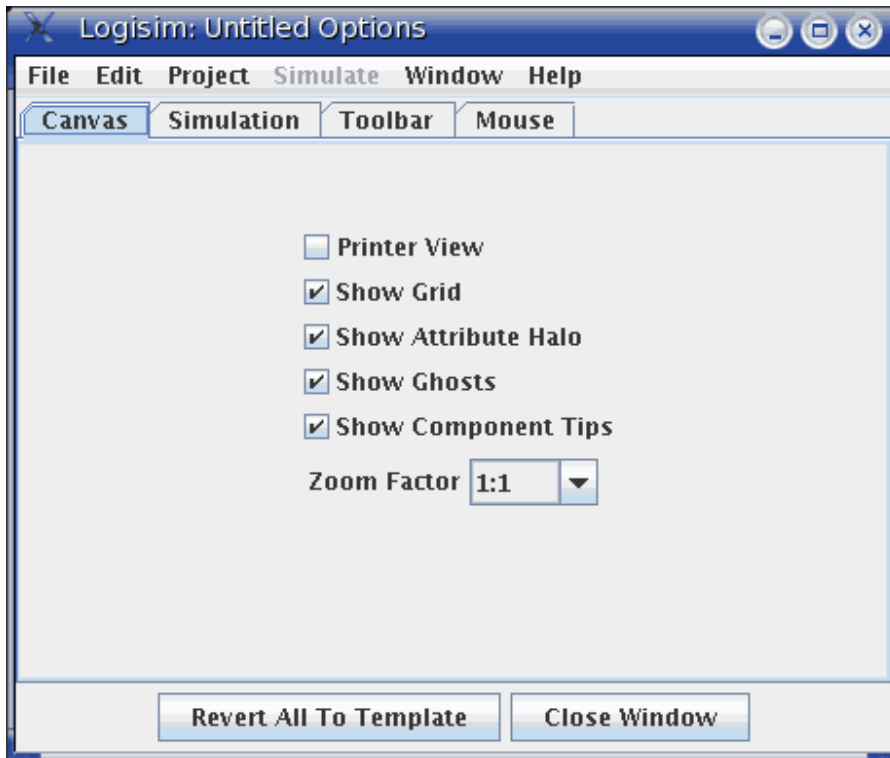 Logisim: Untitled Options
File Edit Project Simulate Window Help
Canvas Simulation Toolbar Mouse
Printer View
Show Grid
Show Attribute Halo
Show Ghosts
Show Component Tips
Zoom Factor 1:1
Revert All To Template Close Window